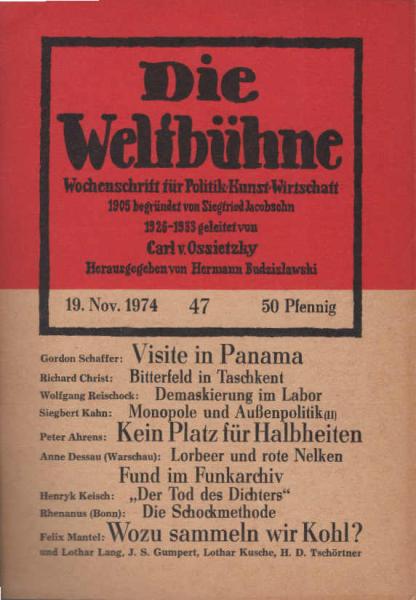 Die
Weltbühne
Wochenschrift für Politik·Kunst·Wirtschaft
1905 begründet von Siegfried Jacobsohn
1926–1933 geleitet von
Carl v. Ossietzky
Herausgegeben von Hermann Budzislawski
19. Nov. 1974 47 50 Pfennig
Gordon Schaffer: Visite in Panama
Richard Christ: Bitterfeld in Taschkent
Wolfgang Reischock: Demaskierung im Labor
Siegbert Kahn: Monopole und Außenpolitik (II)
Peter Ahrens: Kein Platz für Halbheiten
Anne Dessau (Warschau): Lorbeer und rote Nelken
Fund im Funkarchiv
Henryk Keisch: „Der Tod des Dichters“
Rhenanus (Bonn): Die Schockmethode
Felix Mantel: Wozu sammeln wir Kohl?
und Lothar Lang, J. S. Gumpert, Lothar Kusche, H. D. Tschörtner